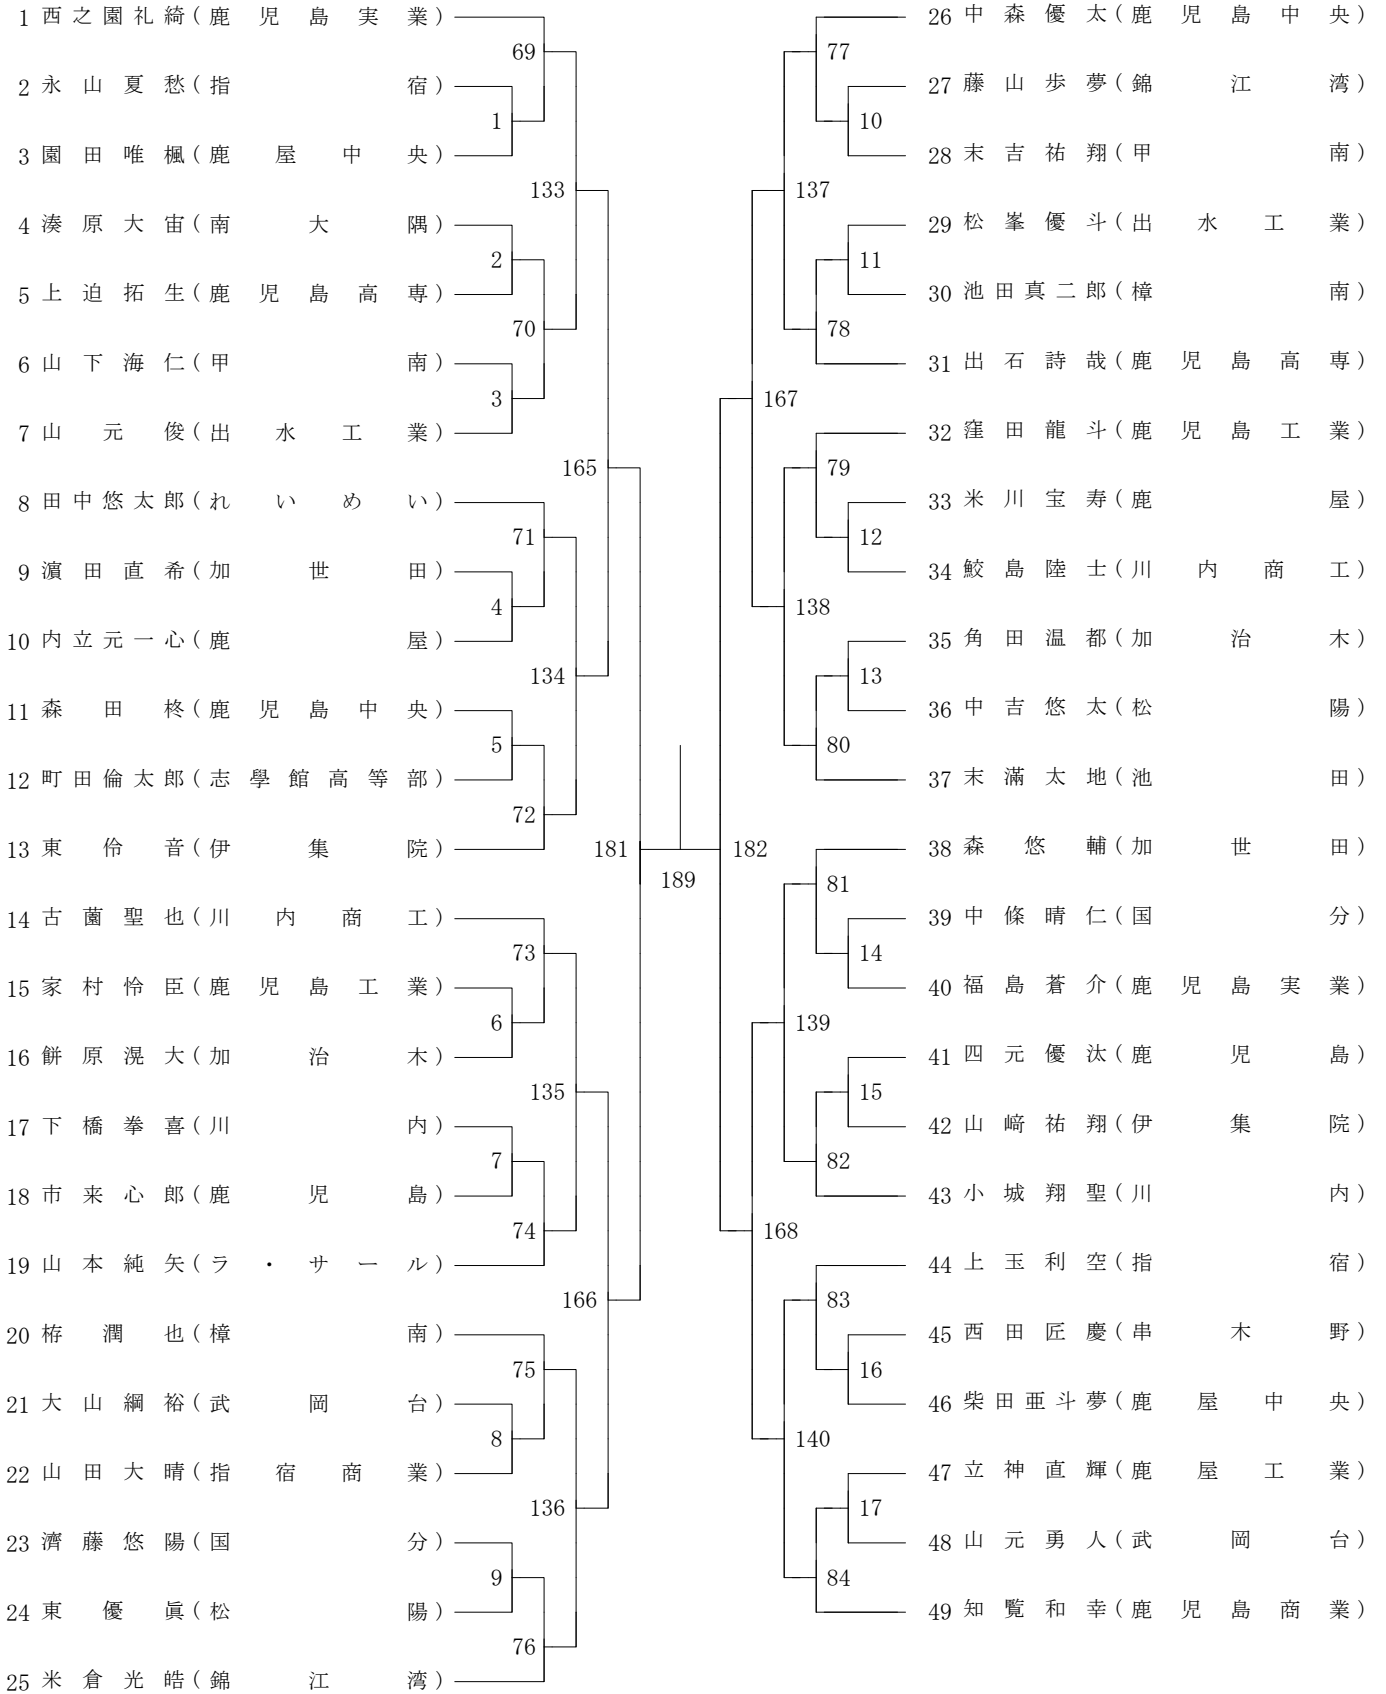 1 西之園礼綺(鹿児島実業)
2 永山夏愁(指宿)
3 園田唯楓(鹿屋中央)
4 湊原大宙(南大隅)
5 上迫拓生(鹿児島高専)
6 山下海仁(甲南)
7 山元俊(出水工業)
8 田中悠太郎(れいめい)
9 濵田直希(加世田)
10 内立元一心(鹿屋)
11 森田柊(鹿児島中央)
12 町田倫太郎(志學館高等部)
13 東伶音(伊集院)
14 古薗聖也(川内商工)
15 家村怜臣(鹿児島工業)
16 餅原滉大(加治木)
17 下橋拳喜(川内)
18 市来心郎(鹿児島)
19 山本純矢(ラ・サール)
20 栫潤也(樟南)
21 大山綱裕(武岡台)
22 山田大晴(指宿商業)
23 濟藤悠陽(国分)
24 東優眞(松陽)
25 米倉光皓(錦江湾)
69
1
133
2
70
3
165
71
4
134
5
72
181
73
6
135
7
74
166
75
8
136
9
76
189
182
77
10
137
11
78
167
79
12
138
13
80
81
14
139
15
82
168
83
16
140
17
84
26 中森優太(鹿児島中央)
27 藤山歩夢(錦江湾)
28 末吉祐翔(甲南)
29 松峯優斗(出水工業)
30 池田真二郎(樟南)
31 出石詩哉(鹿児島高専)
32 窪田龍斗(鹿児島工業)
33 米川宝寿(鹿屋)
34 鮫島陸士(川内商工)
35 角田温都(加治木)
36 中吉悠太(松陽)
37 末満太地(池田)
38 森悠輔(加世田)
39 中條晴仁(国分)
40 福島蒼介(鹿児島実業)
41 四元優汰(鹿児島)
42 山﨑祐翔(伊集院)
43 小城翔聖(川内)
44 上玉利空(指宿)
45 西田匠慶(串木野)
46 柴田亜斗夢(鹿屋中央)
47 立神直輝(鹿屋工業)
48 山元勇人(武岡台)
49 知覧和幸(鹿児島商業)